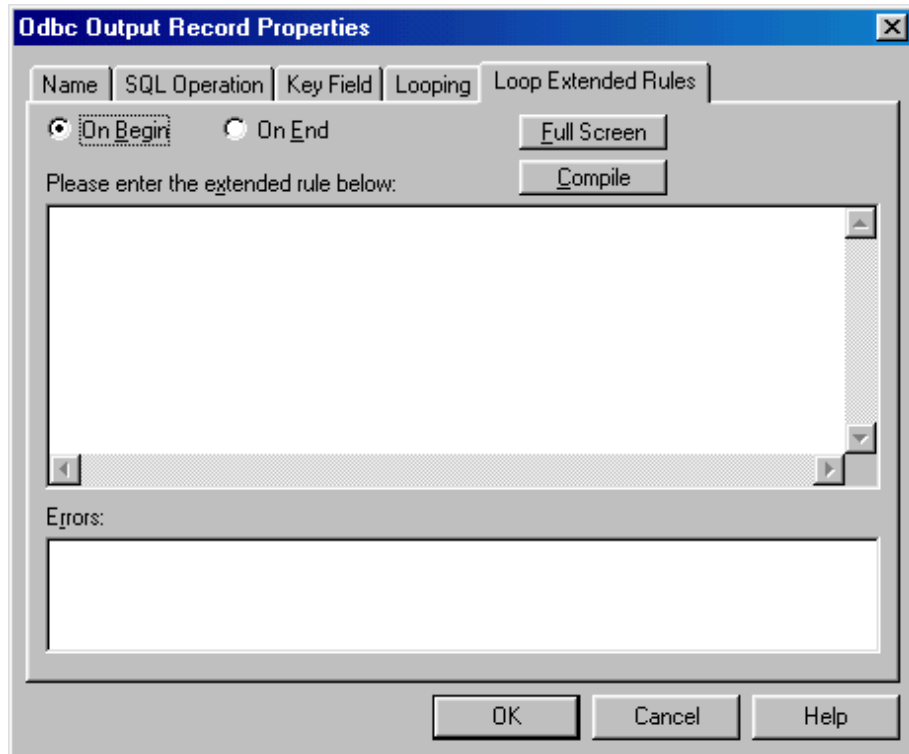 Odbc Output Record Properties
Name SQL Operation Key Field Looping Loop Extended Rules
On Begin On End Full Screen
Please enter the extended rule below: Compile
Errors:
OK Cancel Help